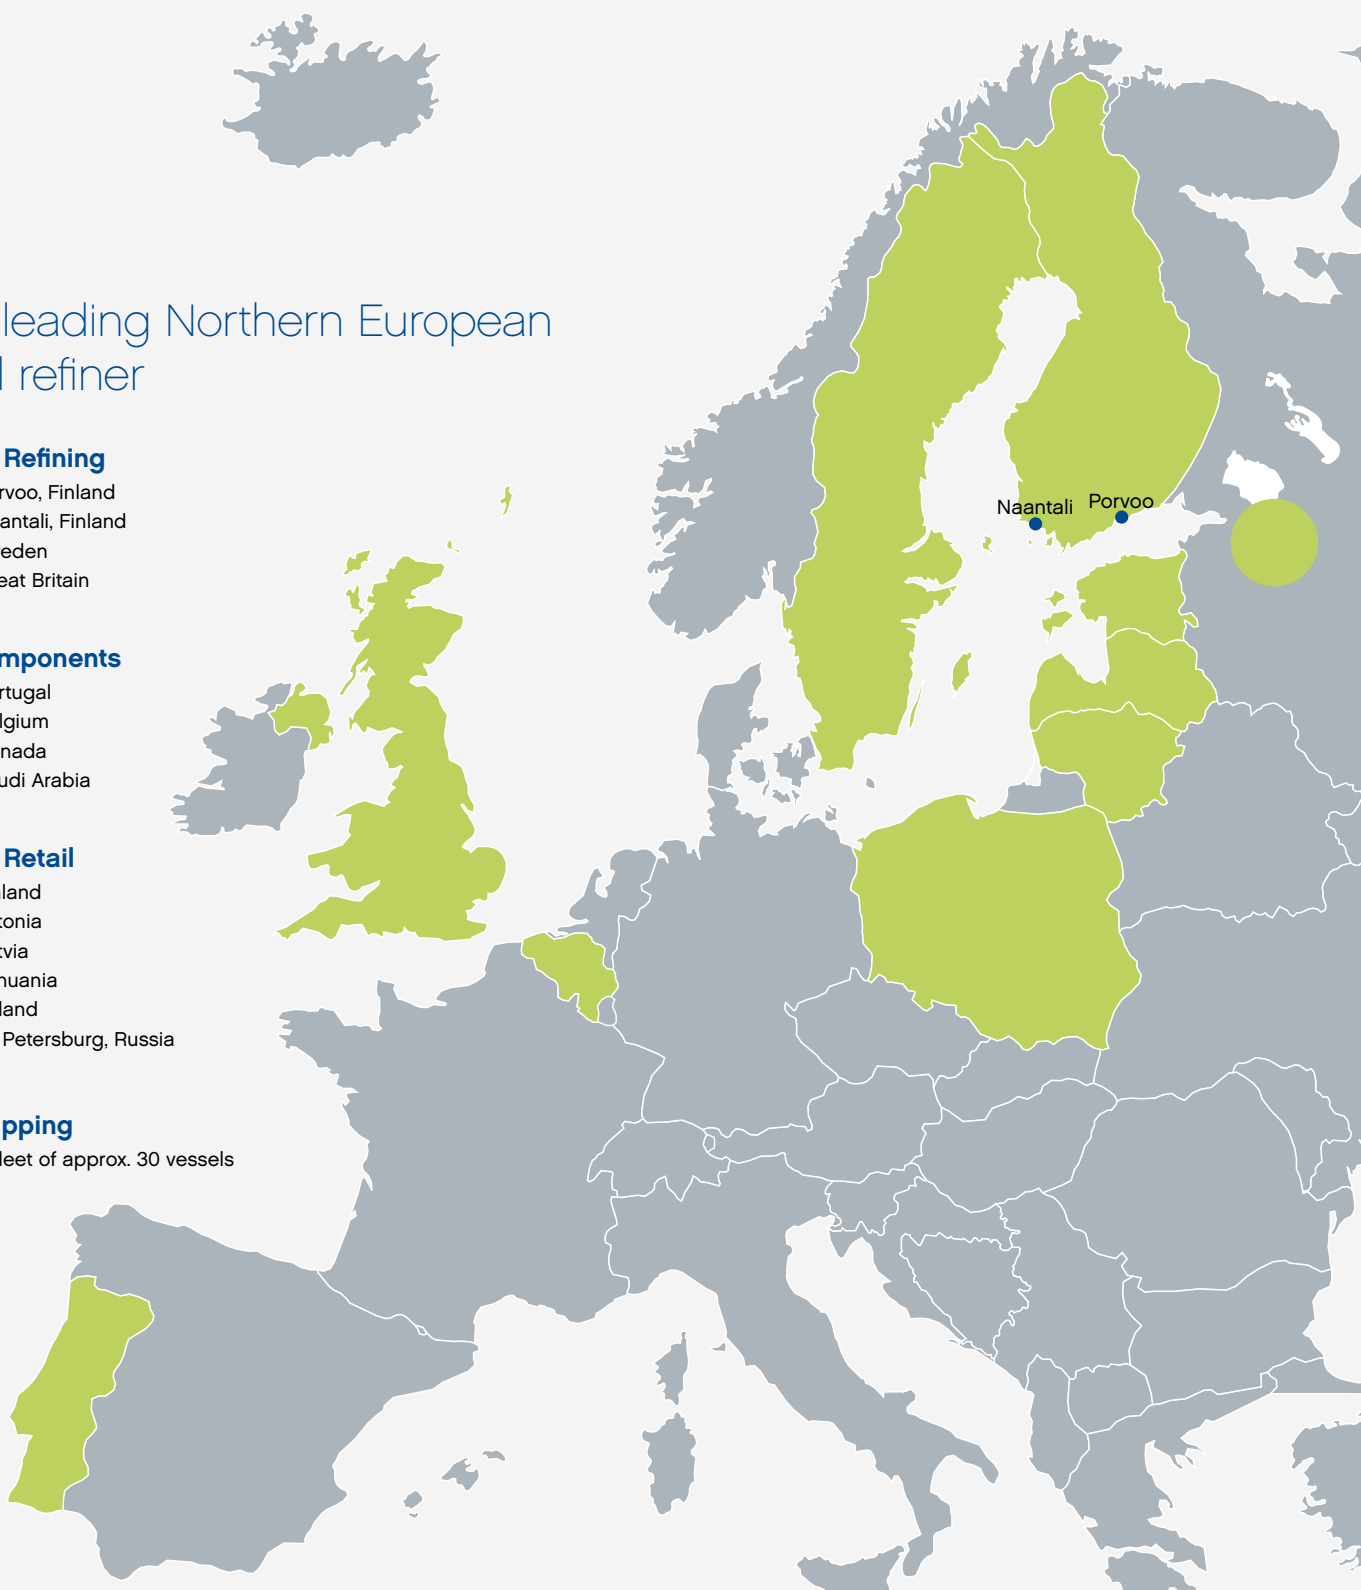 leading Northern European
l refiner
Refining
rvoo, Finland
antali, Finland
eden
eat Britain
mponents
rtugal
lgium
nada
udi Arabia
Retail
land
tonia
tvia
huania
land
Petersburg, Russia
pping
leet of approx. 30 vessels
Naantali
Porvoo